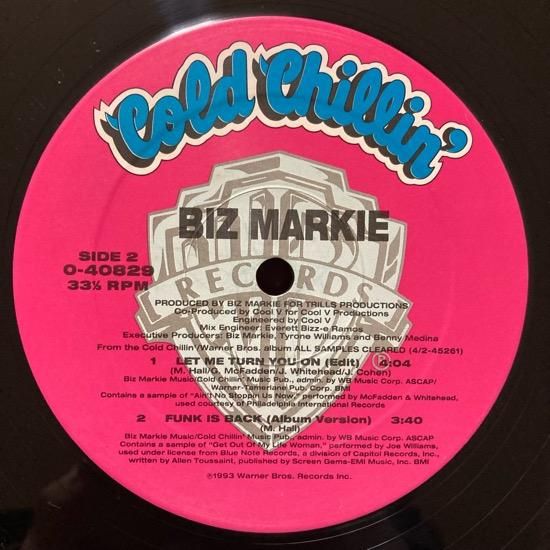 Cold Chillin'
BIZ MARKIE
RECORDS
SIDE 2
0-40829
33⅓ RPM
PRODUCED BY BIZ MARKIE FOR TRILLS PRODUCTIONS
Co-Produced by Cool V for Cool V Productions
Engineered by Cool V
Mix Engineer: Everett Bizz-e Ramos
Executive Producers: Biz Markie, Tyrone Williams and Benny Medina
From the Cold Chillin'/Warner Bros. album ALL SAMPLES CLEARED (4/2-45261)
1 LET ME TURN YOU ON (Edit) 4:04
(M. Hall/G. McFadden/J. Whitehead/J. Cohen)
Biz Markie Music/Cold Chillin' Music Pub., admin. by WB Music Corp. ASCAP/
Warner-Tamerlane Pub. Corp. BMI
Contains a sample of "Ain't No Stoppin Us Now," performed by McFadden & Whitehead,
used courtesy of Philadelphia International Records
2 FUNK IS BACK (Album Version) 3:40
(M. Hall)
Biz Markie Music/Cold Chillin' Music Pub., admin. by WB Music Corp. ASCAP
Contains a sample of "Get Out Of My Life Woman," performed by Joe Williams,
used under license from Blue Note Records, a division of Capitol Records, Inc.,
written by Allen Toussaint, published by Screen Gems-EMI Music, Inc. BMI
℗1993 Warner Bros. Records Inc.